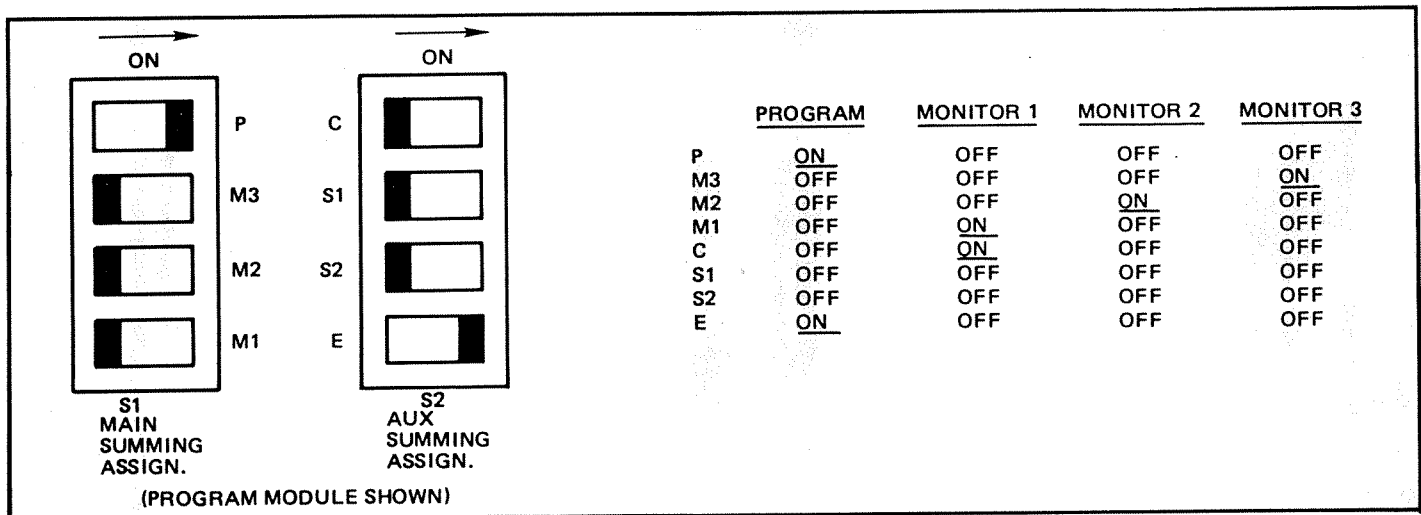 ON
P
M3
M2
M1
S1
MAIN
SUMMING
ASSIGN.
ON
C
S1
S2
E
S2
AUX
SUMMING
ASSIGN.
(PROGRAM MODULE SHOWN)
PROGRAM MONITOR 1 MONITOR 2 MONITOR 3
P ON OFF OFF OFF
M3 OFF OFF OFF ON
M2 OFF OFF ON OFF
M1 OFF ON OFF OFF
C OFF ON OFF OFF
S1 OFF OFF OFF OFF
S2 OFF OFF OFF OFF
E ON OFF OFF OFF